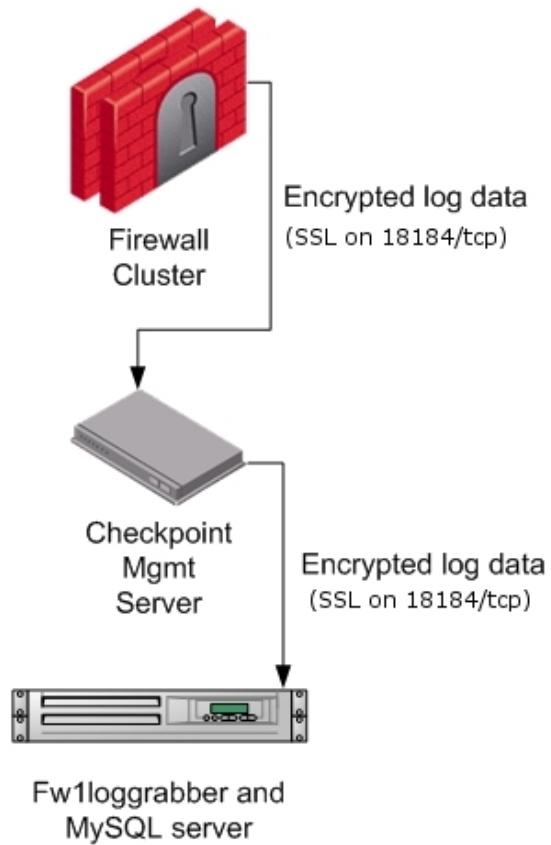 Encrypted log data
(SSL on 18184/tcp)
Firewall
Cluster
Checkpoint
Mgmt
Server
Encrypted log data
(SSL on 18184/tcp)
Fw1loggrabber and
MySQL server